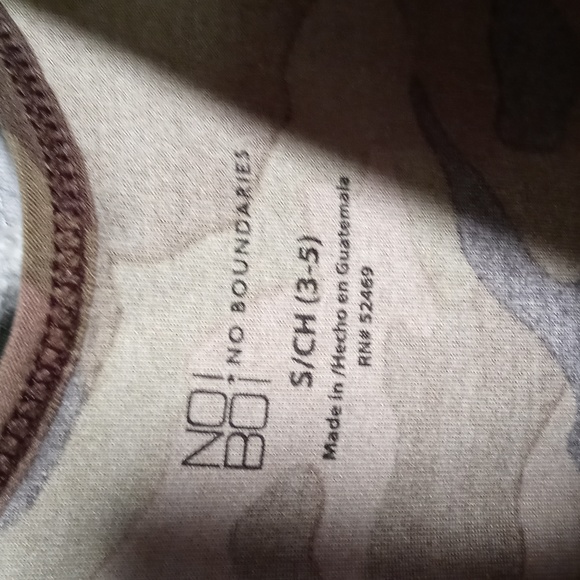 NO!
BO! NO BOUNDARIES
S/CH (3-5)
Made in /Hecho en Guatemala
RN# 52469